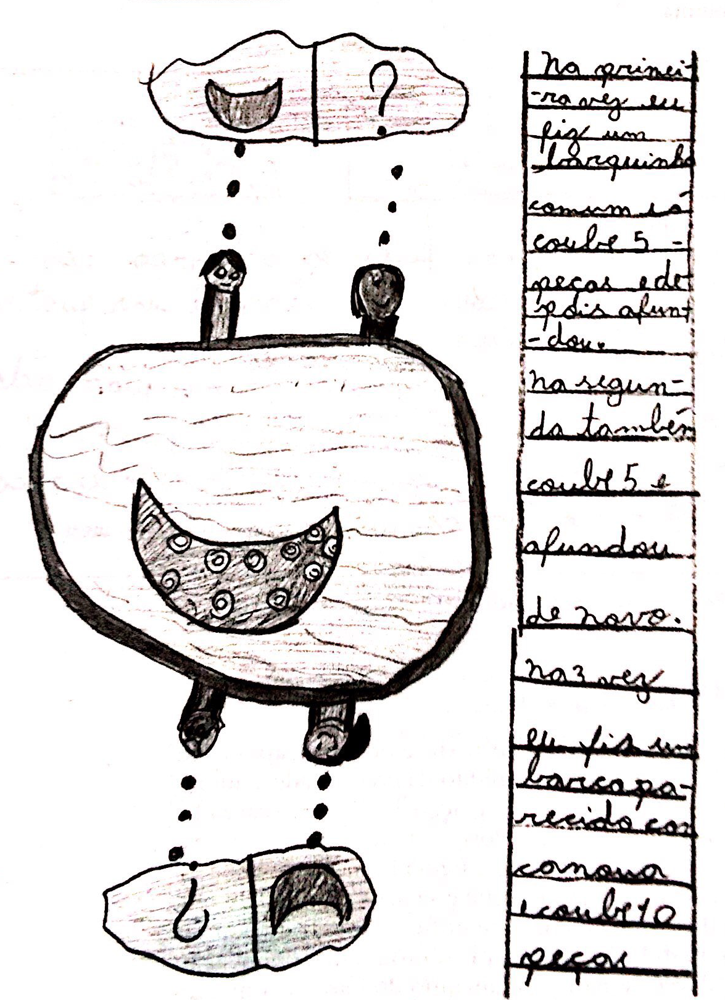 Na primei-
-ra vez eu
fiz um
barquinho
comum só
coube 5 -
peças e de
pois afun-
-dou.
na segun-
da também
coube 5 e
afundou
de novo.
na 3 vez
eu fis um
barco pa-
recido com
canoua
e coube 10
peças
? 
?